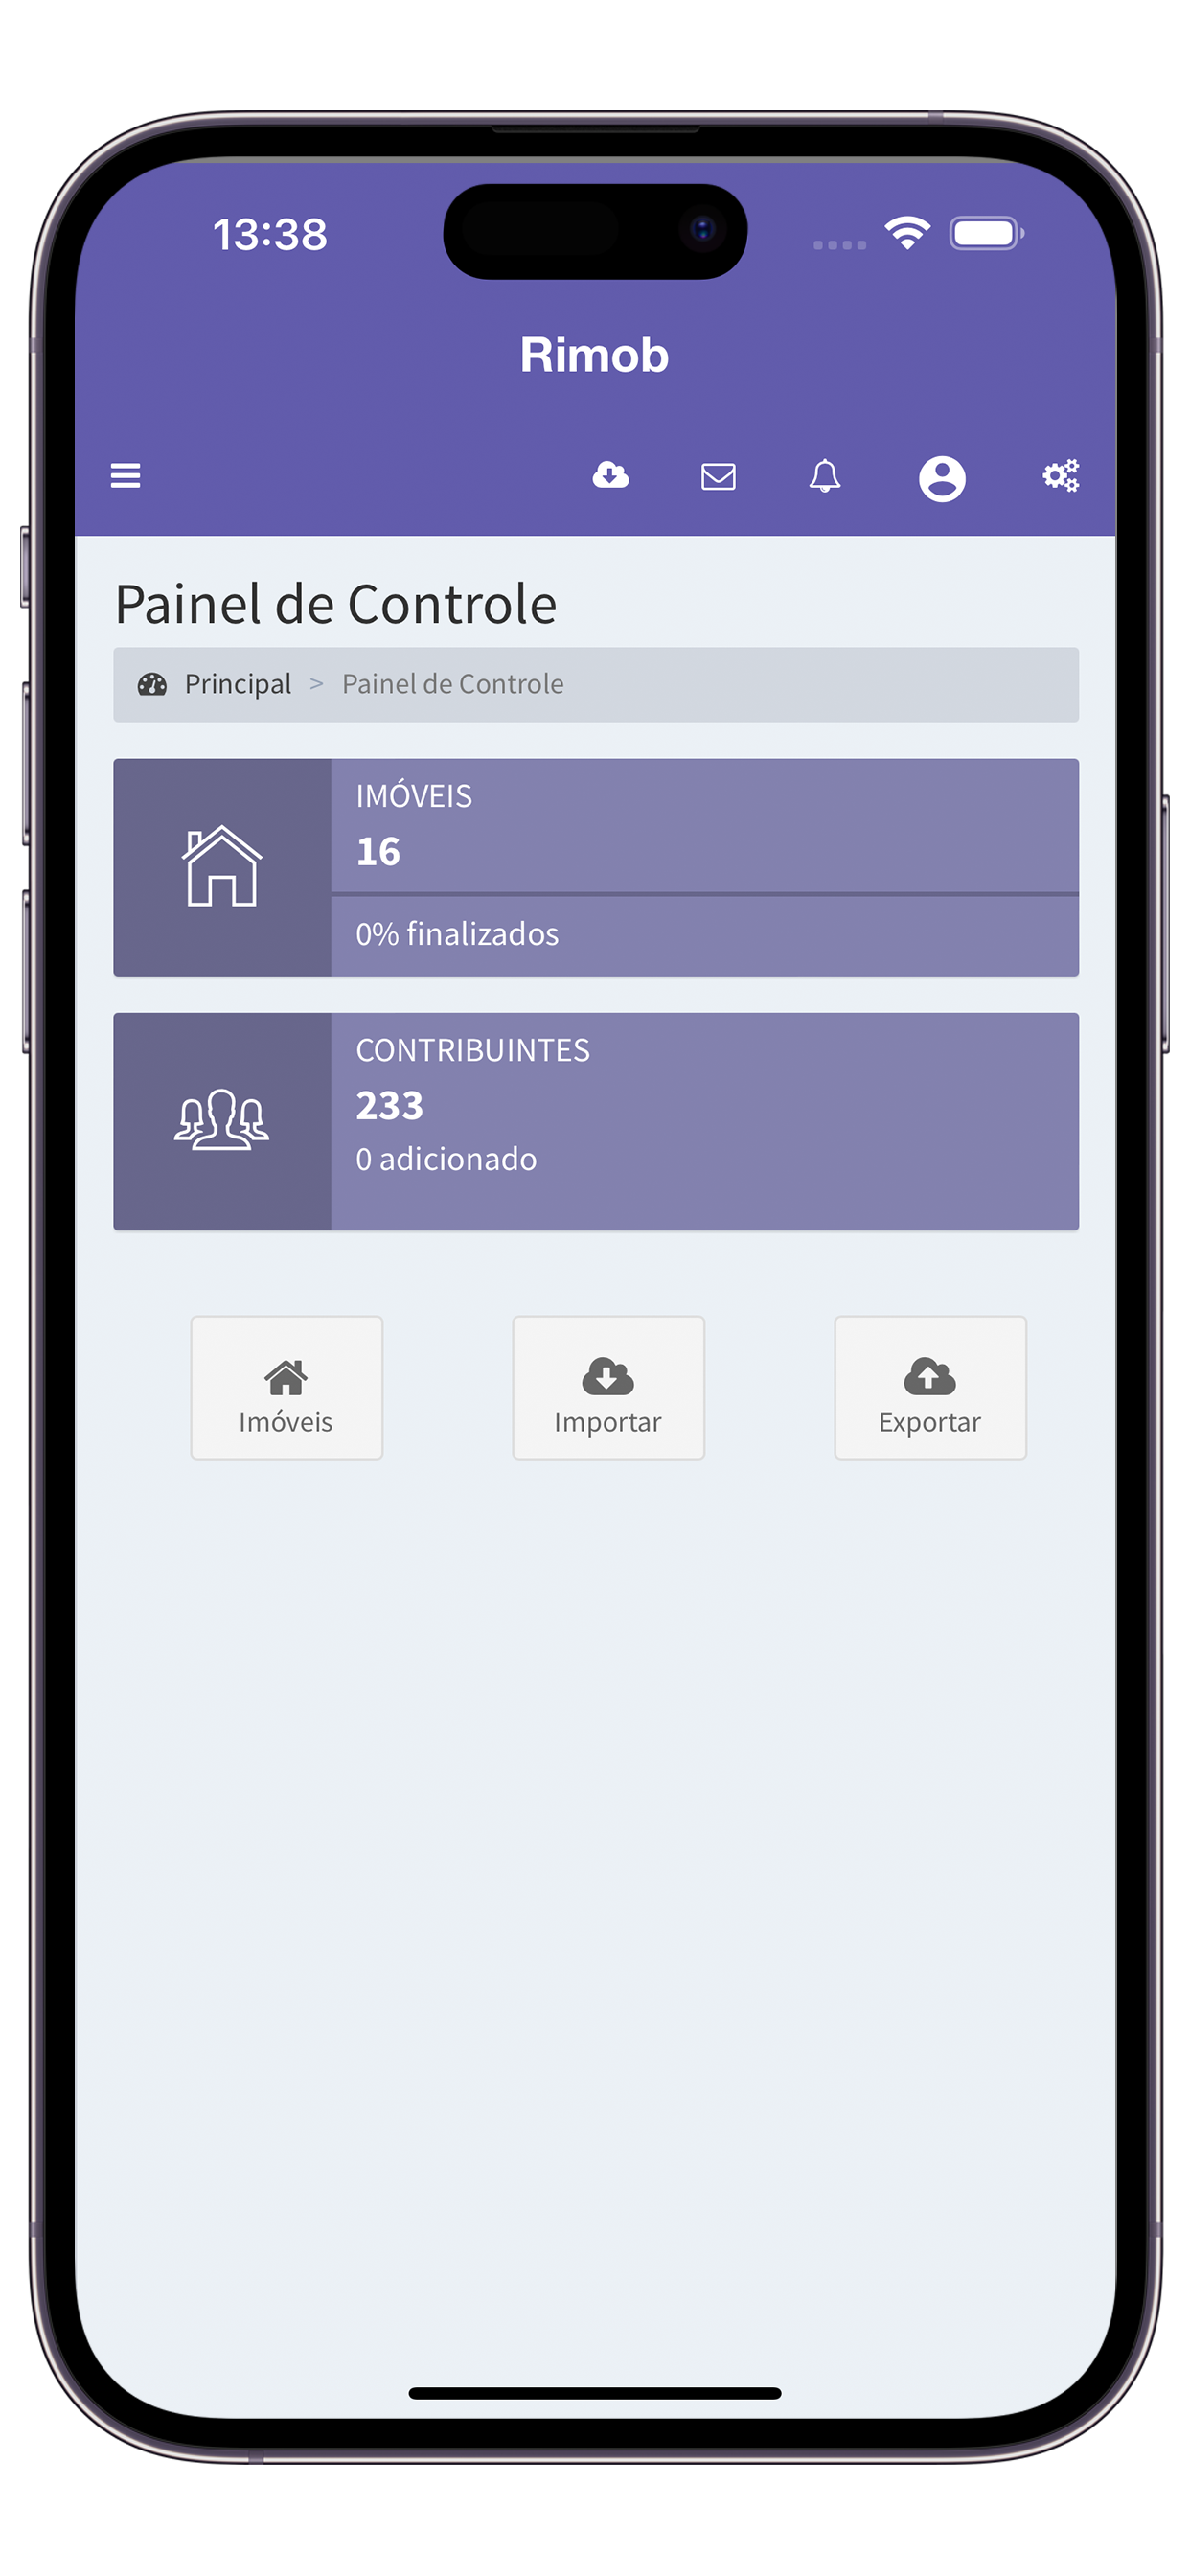 13:38
Rimob
Painel de Controle
Principal > Painel de Controle
IMÓVEIS
16
0% finalizados
CONTRIBUINTES
233
0 adicionado
Imóveis Importar Exportar